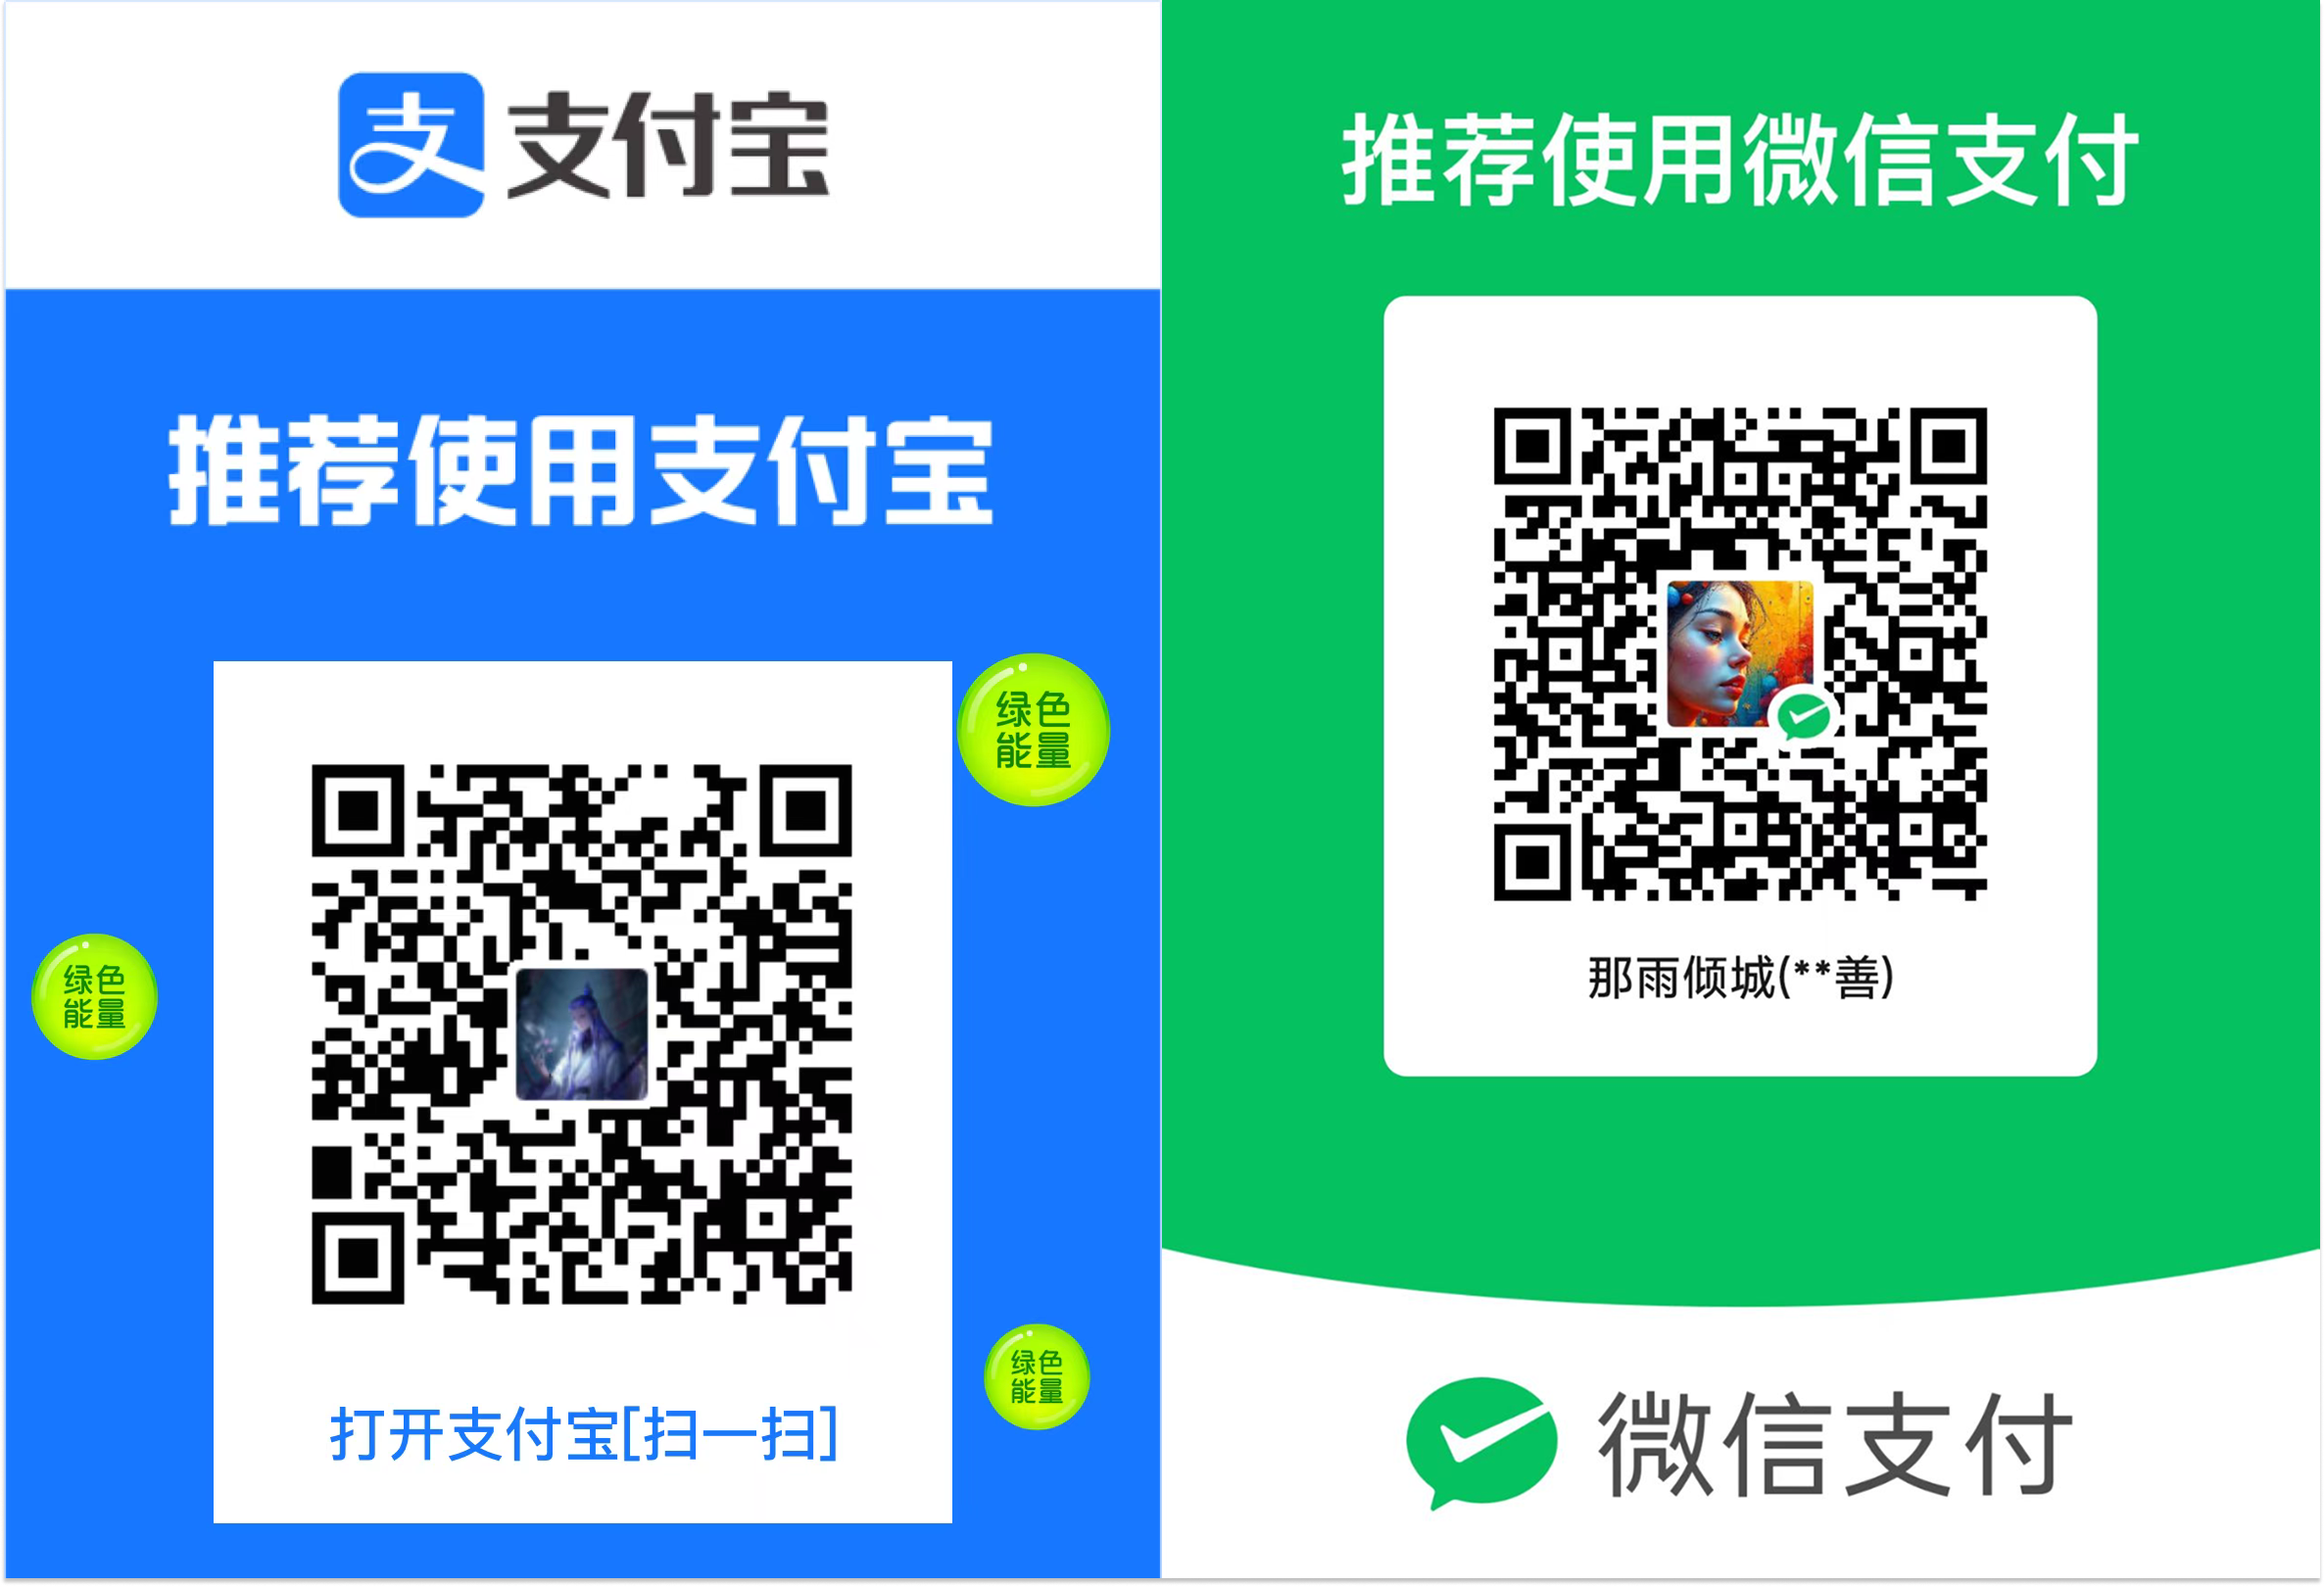 支 支付宝
推荐使用支付宝
绿色
能量
绿色
能量
绿色
能量
打开支付宝[扫一扫]
推荐使用微信支付
那雨倾城(**善)
微信支付